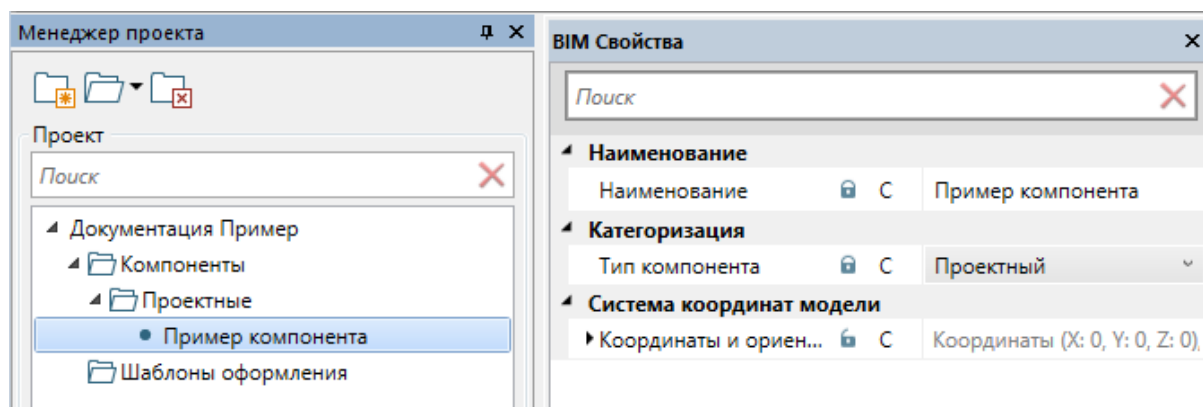 Менеджер проекта
Проект
Поиск
Документация Пример
Компоненты
Проектные
Пример компонента
Шаблоны оформления
BIM Свойства
Поиск
Наименование
Наименование С Пример компонента
Категоризация
Тип компонента С Проектный
Система координат модели
Координаты и ориен... С Координаты (X: 0, Y: 0, Z: 0),